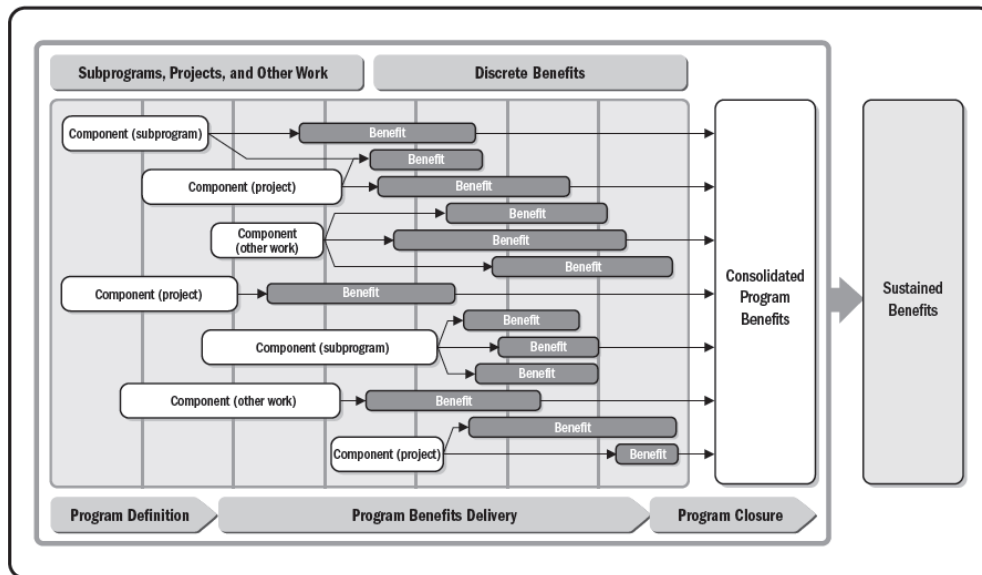 Subprograms, Projects, and Other Work
Discrete Benefits
Component (subprogram)
Benefit
Benefit
Component (project)
Benefit
Benefit
Component
(other work)
Benefit
Benefit
Component (project)
Benefit
Benefit
Component (subprogram)
Benefit
Benefit
Component (other work)
Benefit
Benefit
Component (project)
Benefit
Consolidated
Program
Benefits
Sustained
Benefits
Program Definition
Program Benefits Delivery
Program Closure